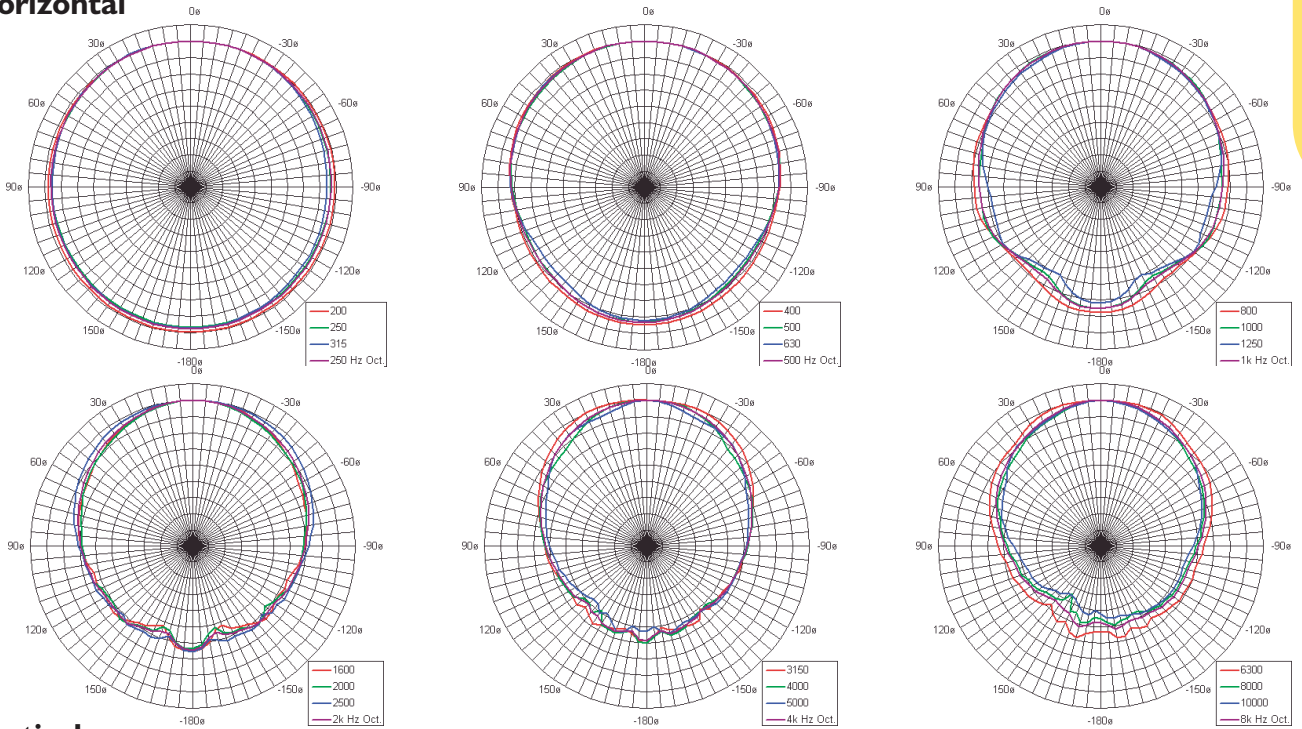 orizontal
0ø
30ø
-30ø
60ø
-60ø
90ø
-90ø
120ø
-120ø
150ø
-150ø
-180ø
200
250
315
250 Hz Oct.
0ø
30ø
-30ø
60ø
-60ø
90ø
-90ø
120ø
-120ø
150ø
-150ø
-180ø
400
500
630
500 Hz Oct.
0ø
30ø
-30ø
60ø
-60ø
90ø
-90ø
120ø
-120ø
150ø
-150ø
-180ø
800
1000
1250
1k Hz Oct.
0ø
30ø
-30ø
60ø
-60ø
90ø
-90ø
120ø
-120ø
150ø
-150ø
-180ø
1600
2000
2500
2k Hz Oct.
0ø
30ø
-30ø
60ø
-60ø
90ø
-90ø
120ø
-120ø
150ø
-150ø
-180ø
3150
4000
5000
4k Hz Oct.
0ø
30ø
-30ø
60ø
-60ø
90ø
-90ø
120ø
-120ø
150ø
-150ø
-180ø
6300
8000
10000
8k Hz Oct.